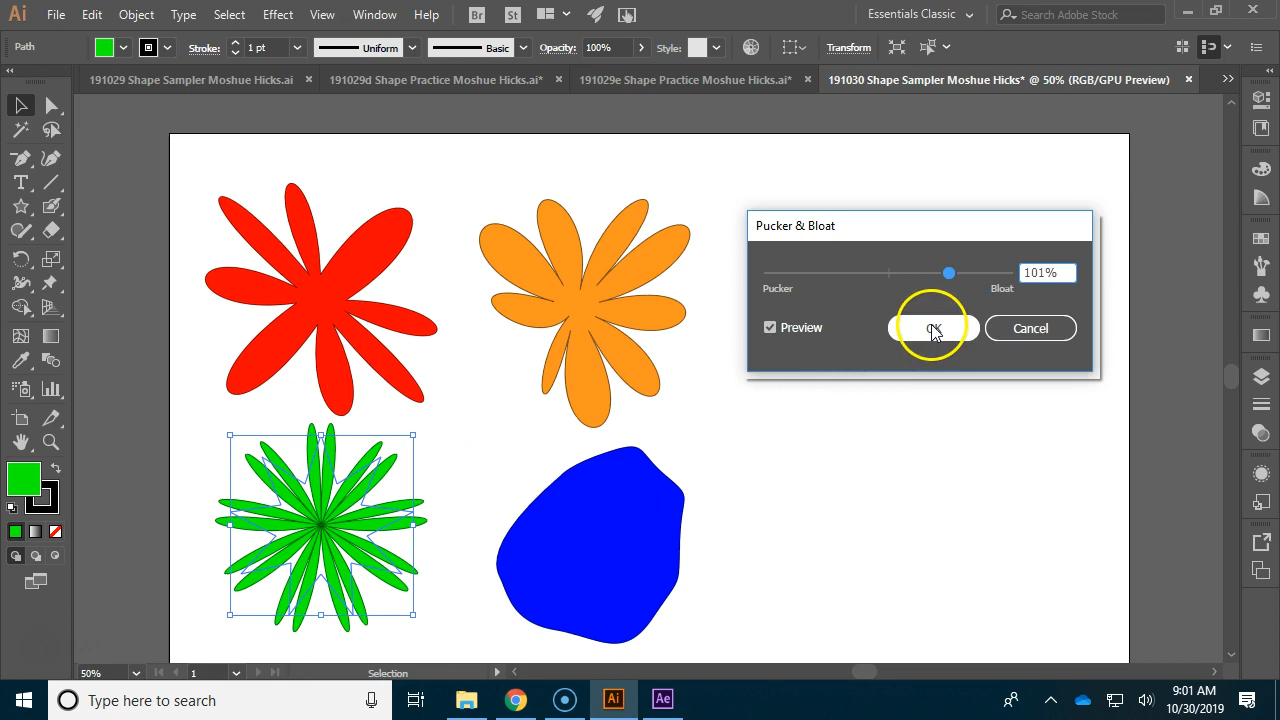 Ai File Edit Object Type Select Effect View Window Help Br St Essentials Classic Search Adobe Stock
Path Stroke: 1 pt Uniform Basic Opacity: 100% Style: Transform
191029 Shape Sampler Moshue Hicks.ai × 191029d Shape Practice Moshue Hicks.ai* × 191029e Shape Practice Moshue Hicks.ai* × 191030 Shape Sampler Moshue Hicks* @ 50% (RGB/GPU Preview) ×
Pucker & Bloat
101%
Pucker Bloat
Preview OK Cancel
50% 1 Selection
Type here to search Ai Ae 9:01 AM
10/30/2019